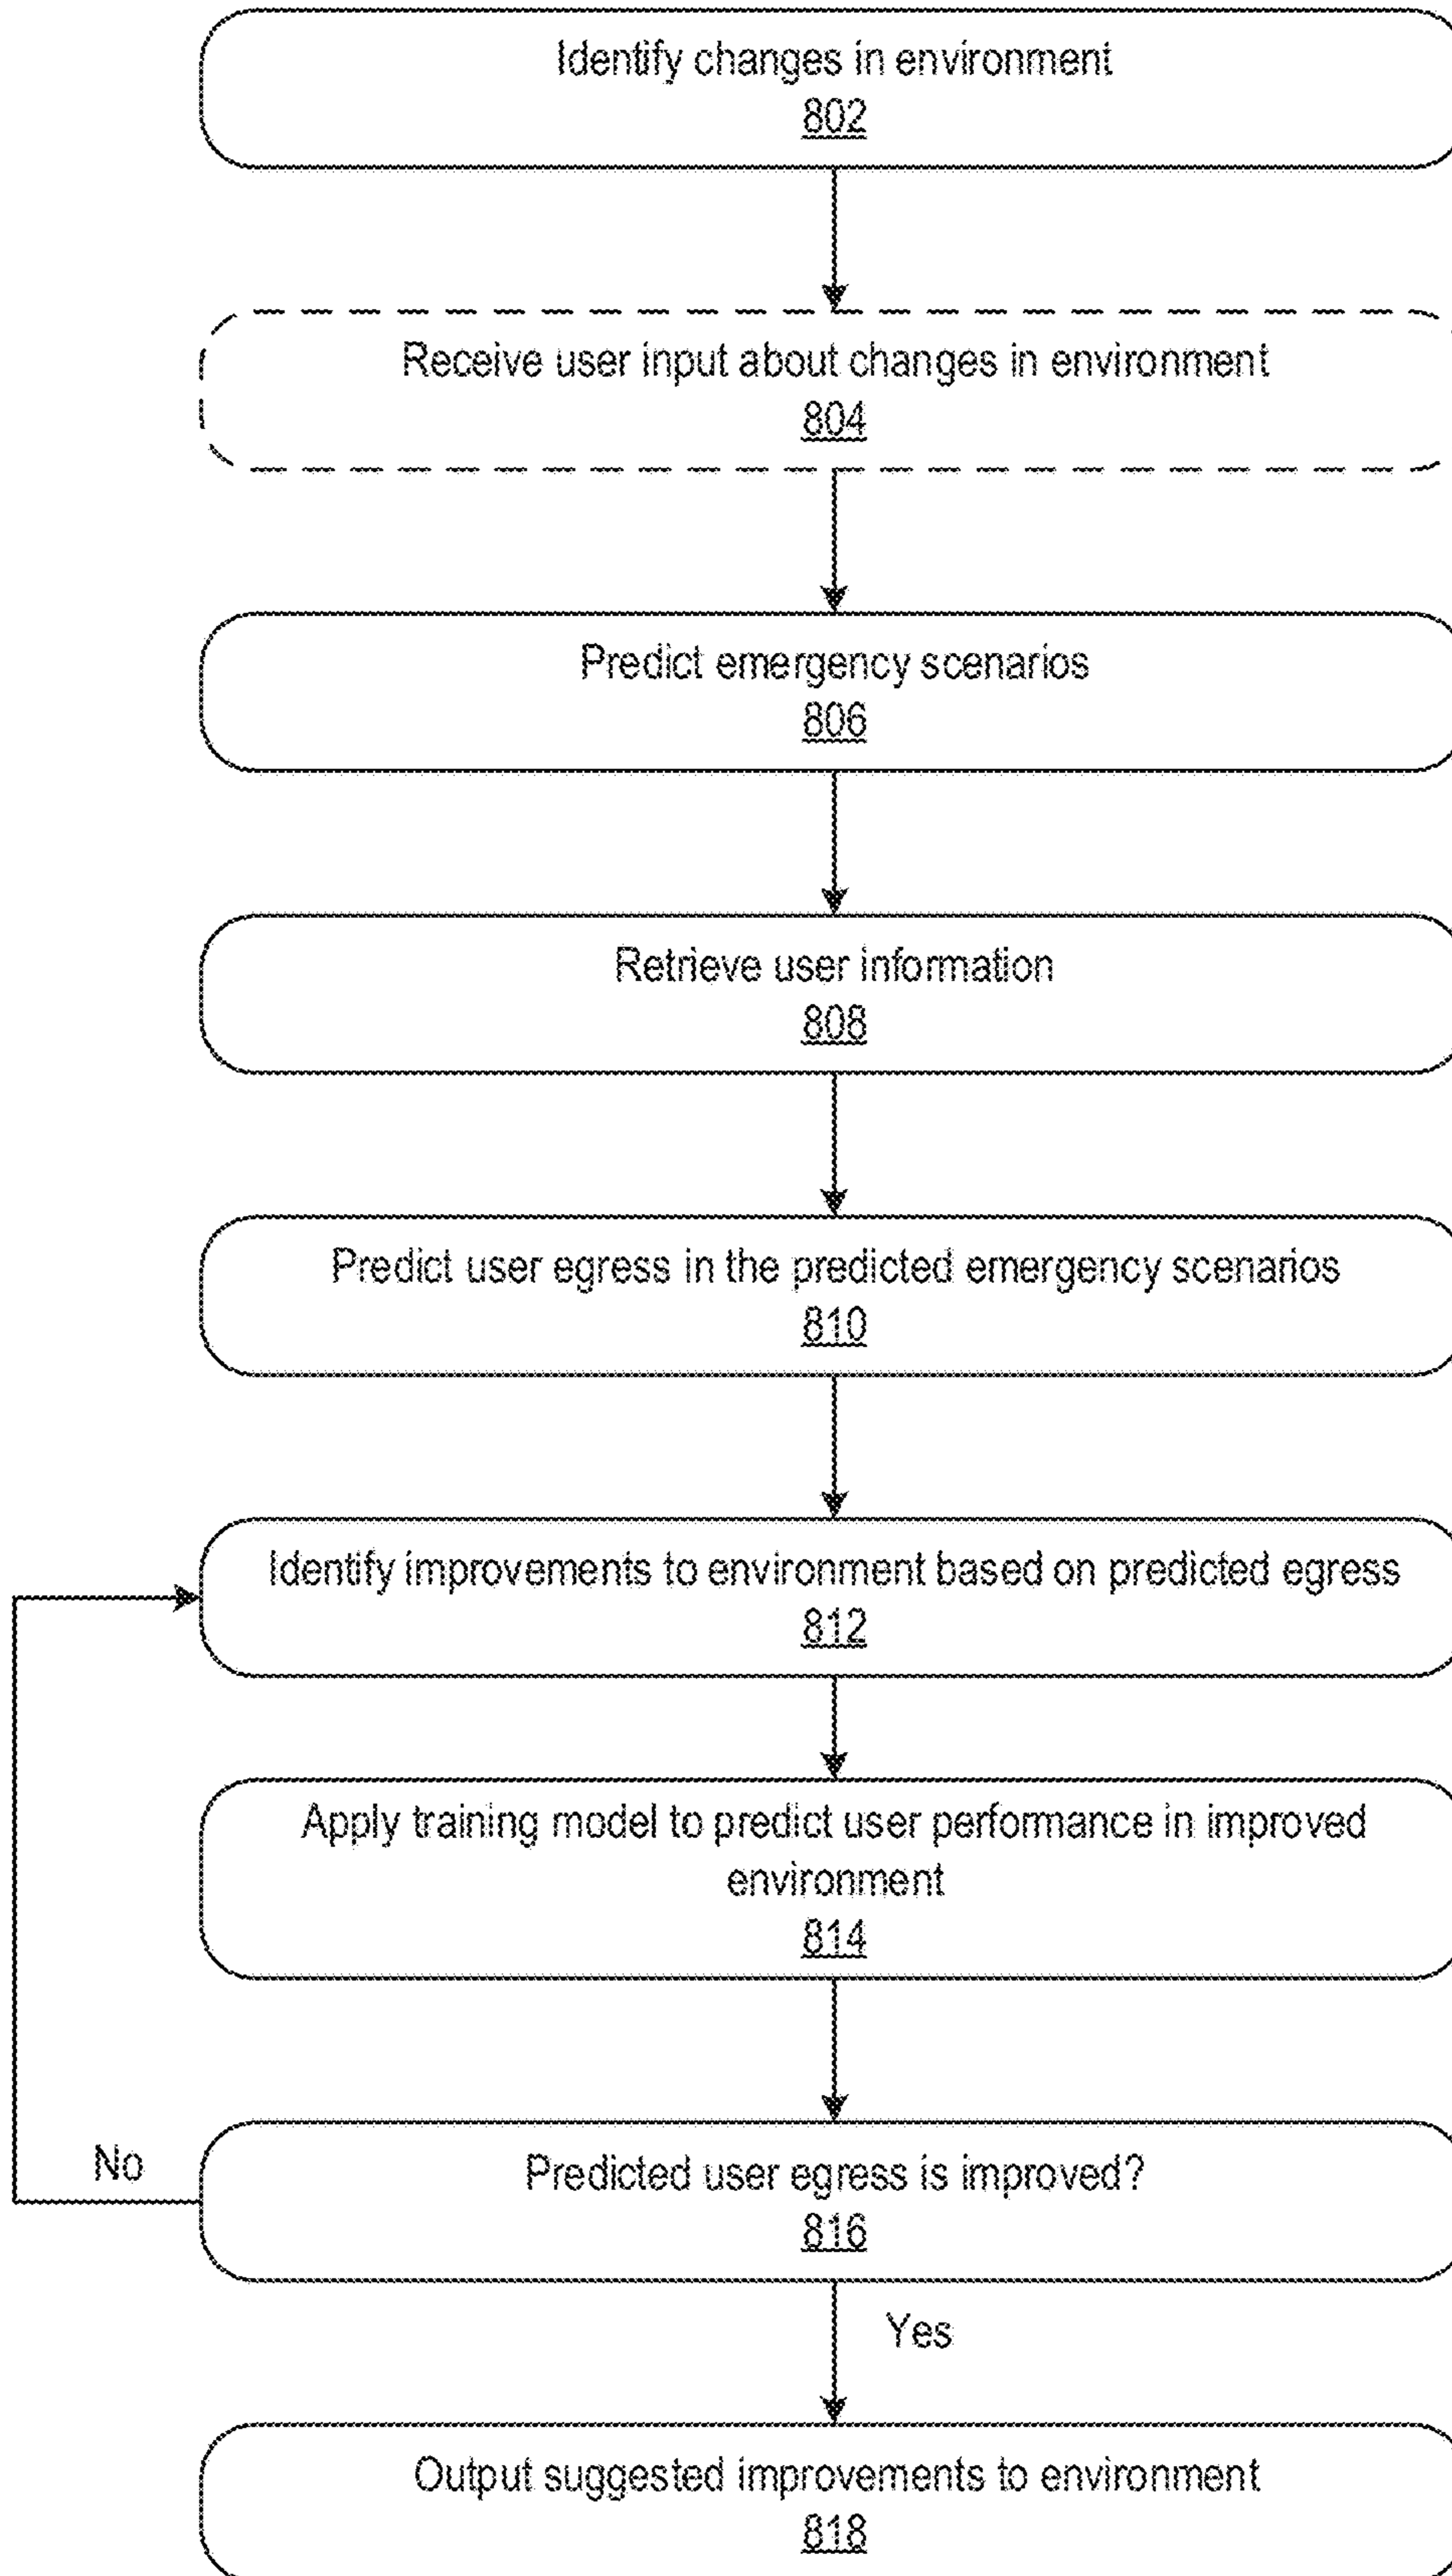 Identify changes in environment
802
Receive user input about changes in environment
804
Predict emergency scenarios
806
Retrieve user information
808
Predict user egress in the predicted emergency scenarios
810
Identify improvements to environment based on predicted egress
812
Apply training model to predict user performance in improved
environment
814
No
Predicted user egress is improved?
816
Yes
Output suggested improvements to environment
818